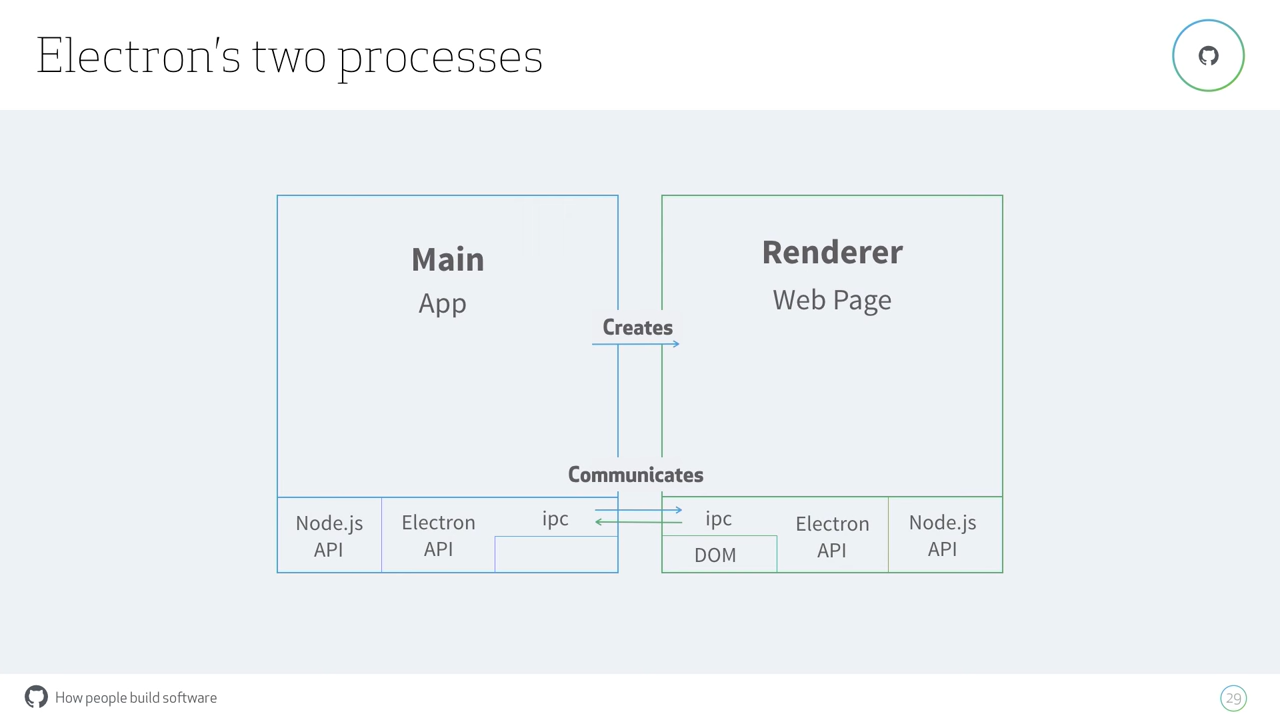 Electron's two processes
Main
App
Renderer
Web Page
Creates
Communicates
Node.js
API
Electron
API
ipc
ipc
DOM
Electron
API
Node.js
API
How people build software
29